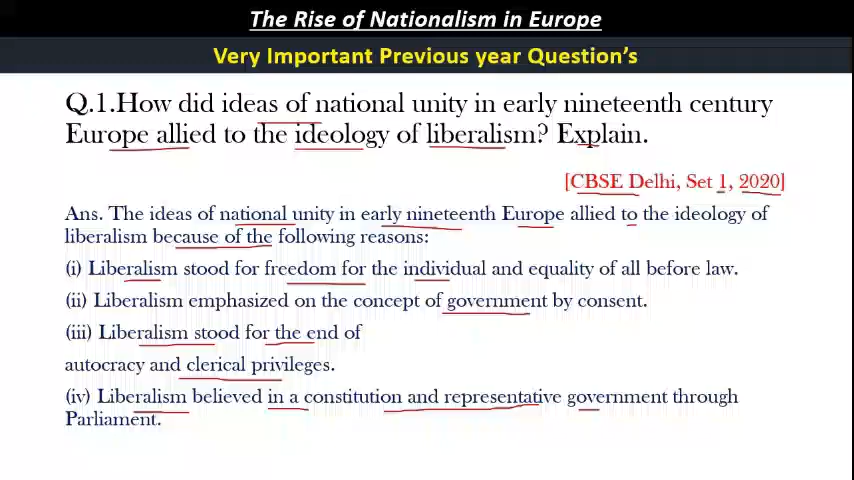 The Rise of Nationalism in Europe
Very Important Previous year Question's
Q.1.How did ideas of national unity in early nineteenth century
Europe allied to the ideology of liberalism? Explain.
[CBSE Delhi, Set 1, 2020]
Ans. The ideas of national unity in early nineteenth Europe allied to the ideology of
liberalism because of the following reasons:
(i) Liberalism stood for freedom for the individual and equality of all before law.
(ii) Liberalism emphasized on the concept of government by consent.
(iii) Liberalism stood for the end of
autocracy and clerical privileges.
(iv) Liberalism believed in a constitution and representative government through
Parliament.